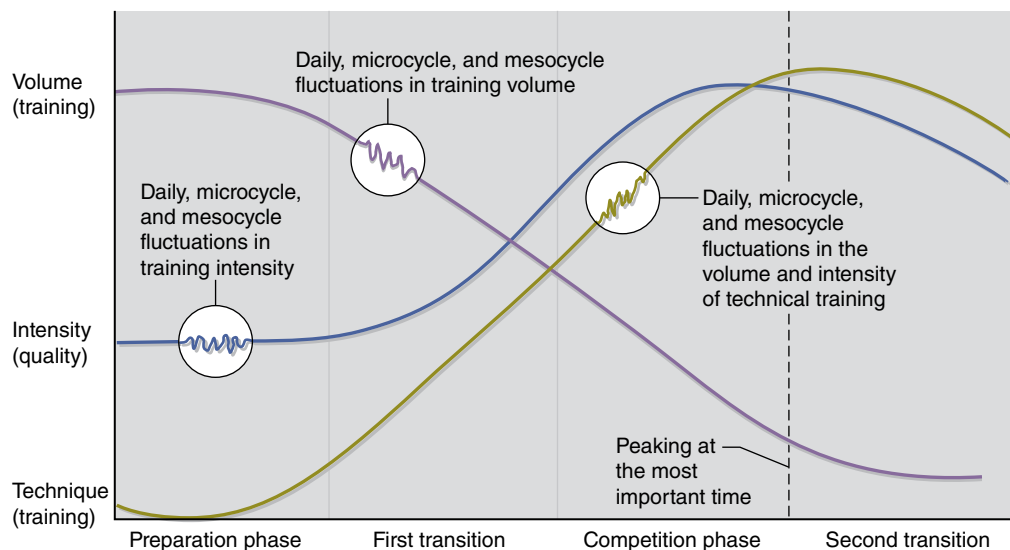 Volume
(training)
Daily, microcycle, and mesocycle
fluctuations in training volume
Daily, microcycle,
and mesocycle
fluctuations in
training intensity
Daily, microcycle,
and mesocycle
fluctuations in the
volume and intensity
of technical training
Intensity
(quality)
Peaking at
the most
important time
Technique
(training)
Preparation phase
First transition
Competition phase
Second transition